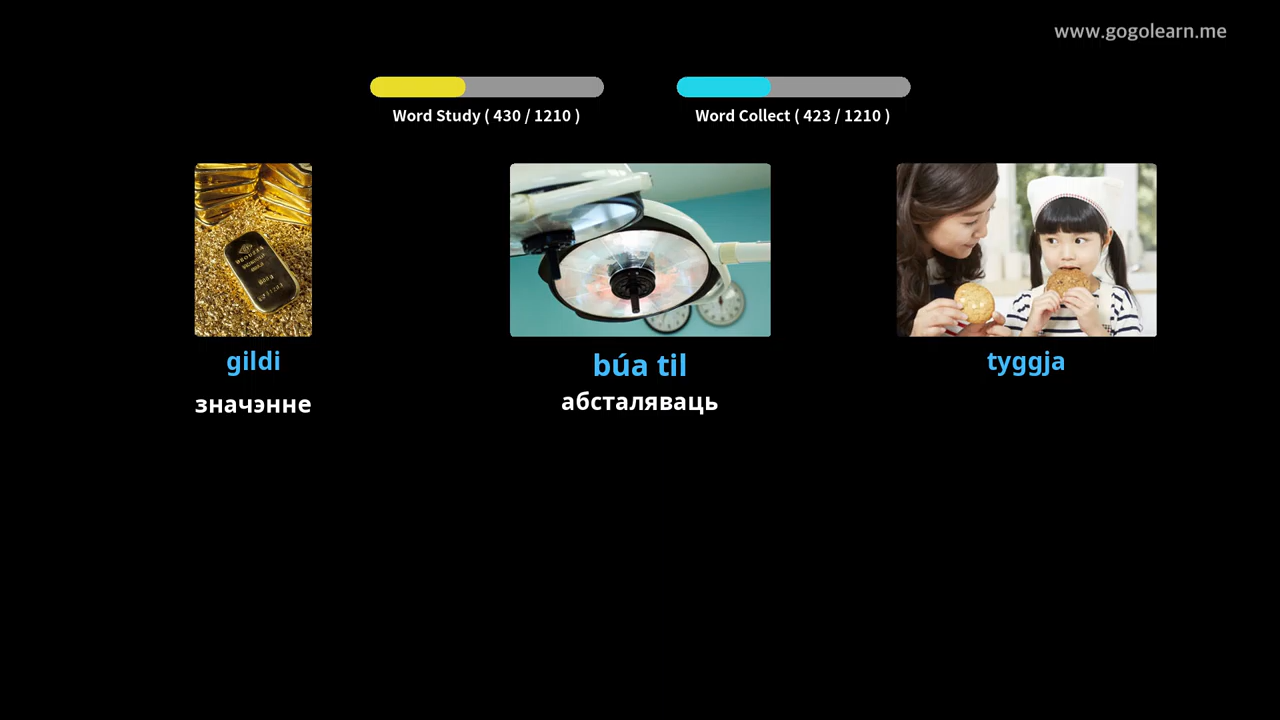 www.gogolearn.me
Word Study ( 430 / 1210 )
Word Collect ( 423 / 1210 )
gildi
búa til
tyggja
значэнне
абсталяваць